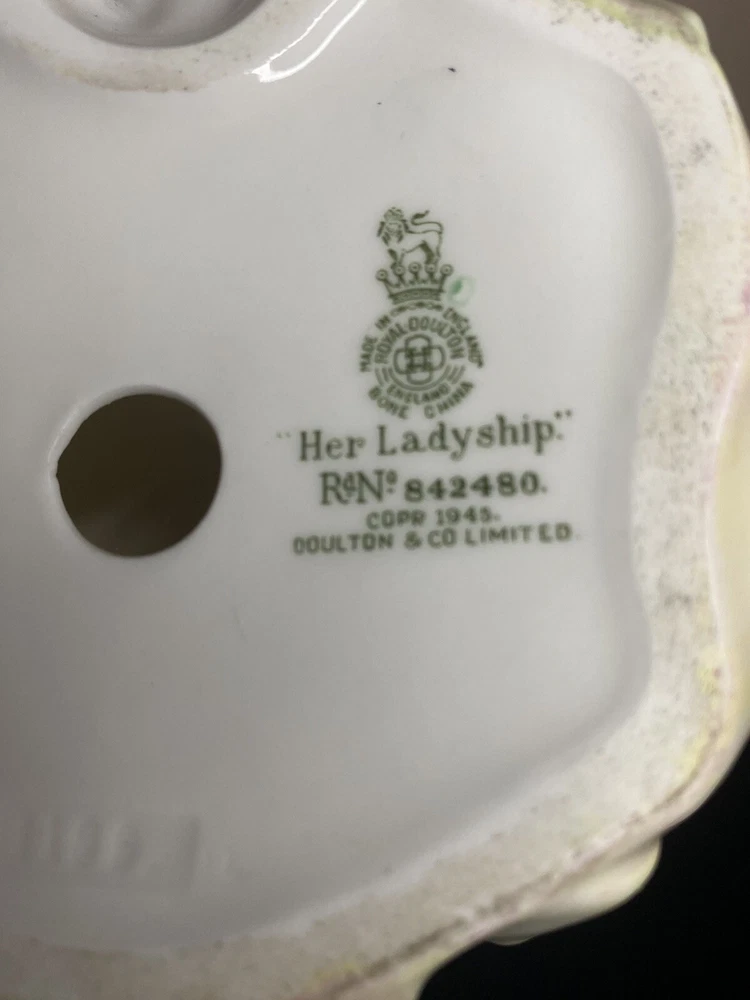 MADE IN ENGLAND
ROYAL DOULTON
ENGLAND
BONE CHINA
"Her Ladyship."
RᵈNº 842480.
COPR 1945.
DOULTON & CO LIMITED.